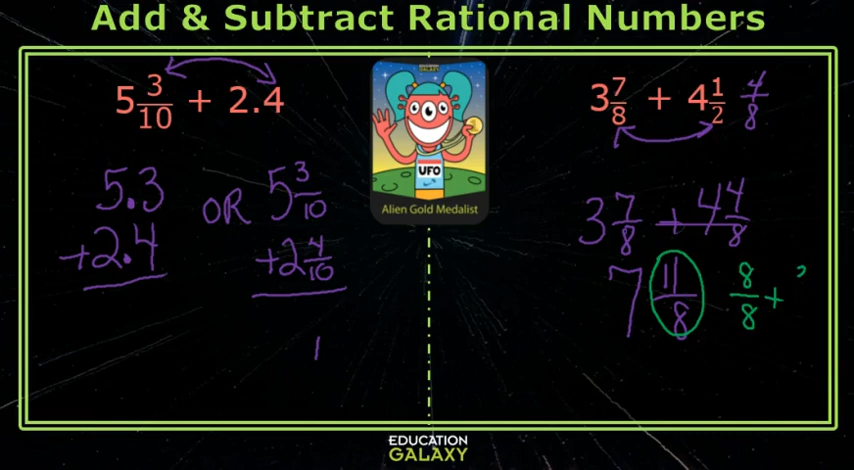 Add & Subtract Rational Numbers
5 3/10 + 2.4
5.3
+2.4
OR
5 3/10
+2 4/10
1
EDUCATION
GALAXY
UFO
Alien Gold Medalist
3 7/8 + 4 1/2 4/8
3 7/8 + 4 4/8
7 11/8 8/8 +
EDUCATION
GALAXY